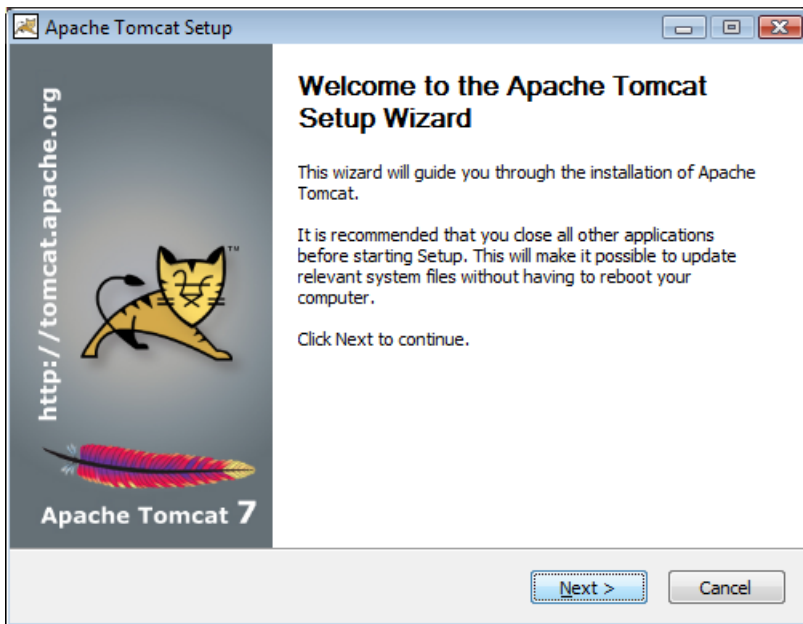 Apache Tomcat Setup
http://tomcat.apache.org
TM
Apache Tomcat 7
Welcome to the Apache Tomcat
Setup Wizard
This wizard will guide you through the installation of Apache
Tomcat.
It is recommended that you close all other applications
before starting Setup. This will make it possible to update
relevant system files without having to reboot your
computer.
Click Next to continue.
Next >
Cancel